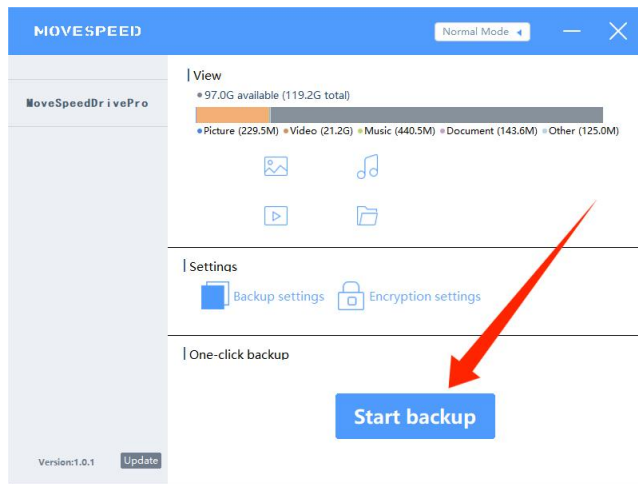 MOVESPEED
Normal Mode
MoveSpeedDrivePro
View
97.0G available (119.2G total)
Picture (229.5M) Video (21.2G) Music (440.5M) Document (143.6M) Other (125.0M)
Settings
Backup settings Encryption settings
One-click backup
Start backup
Version:1.0.1 Update